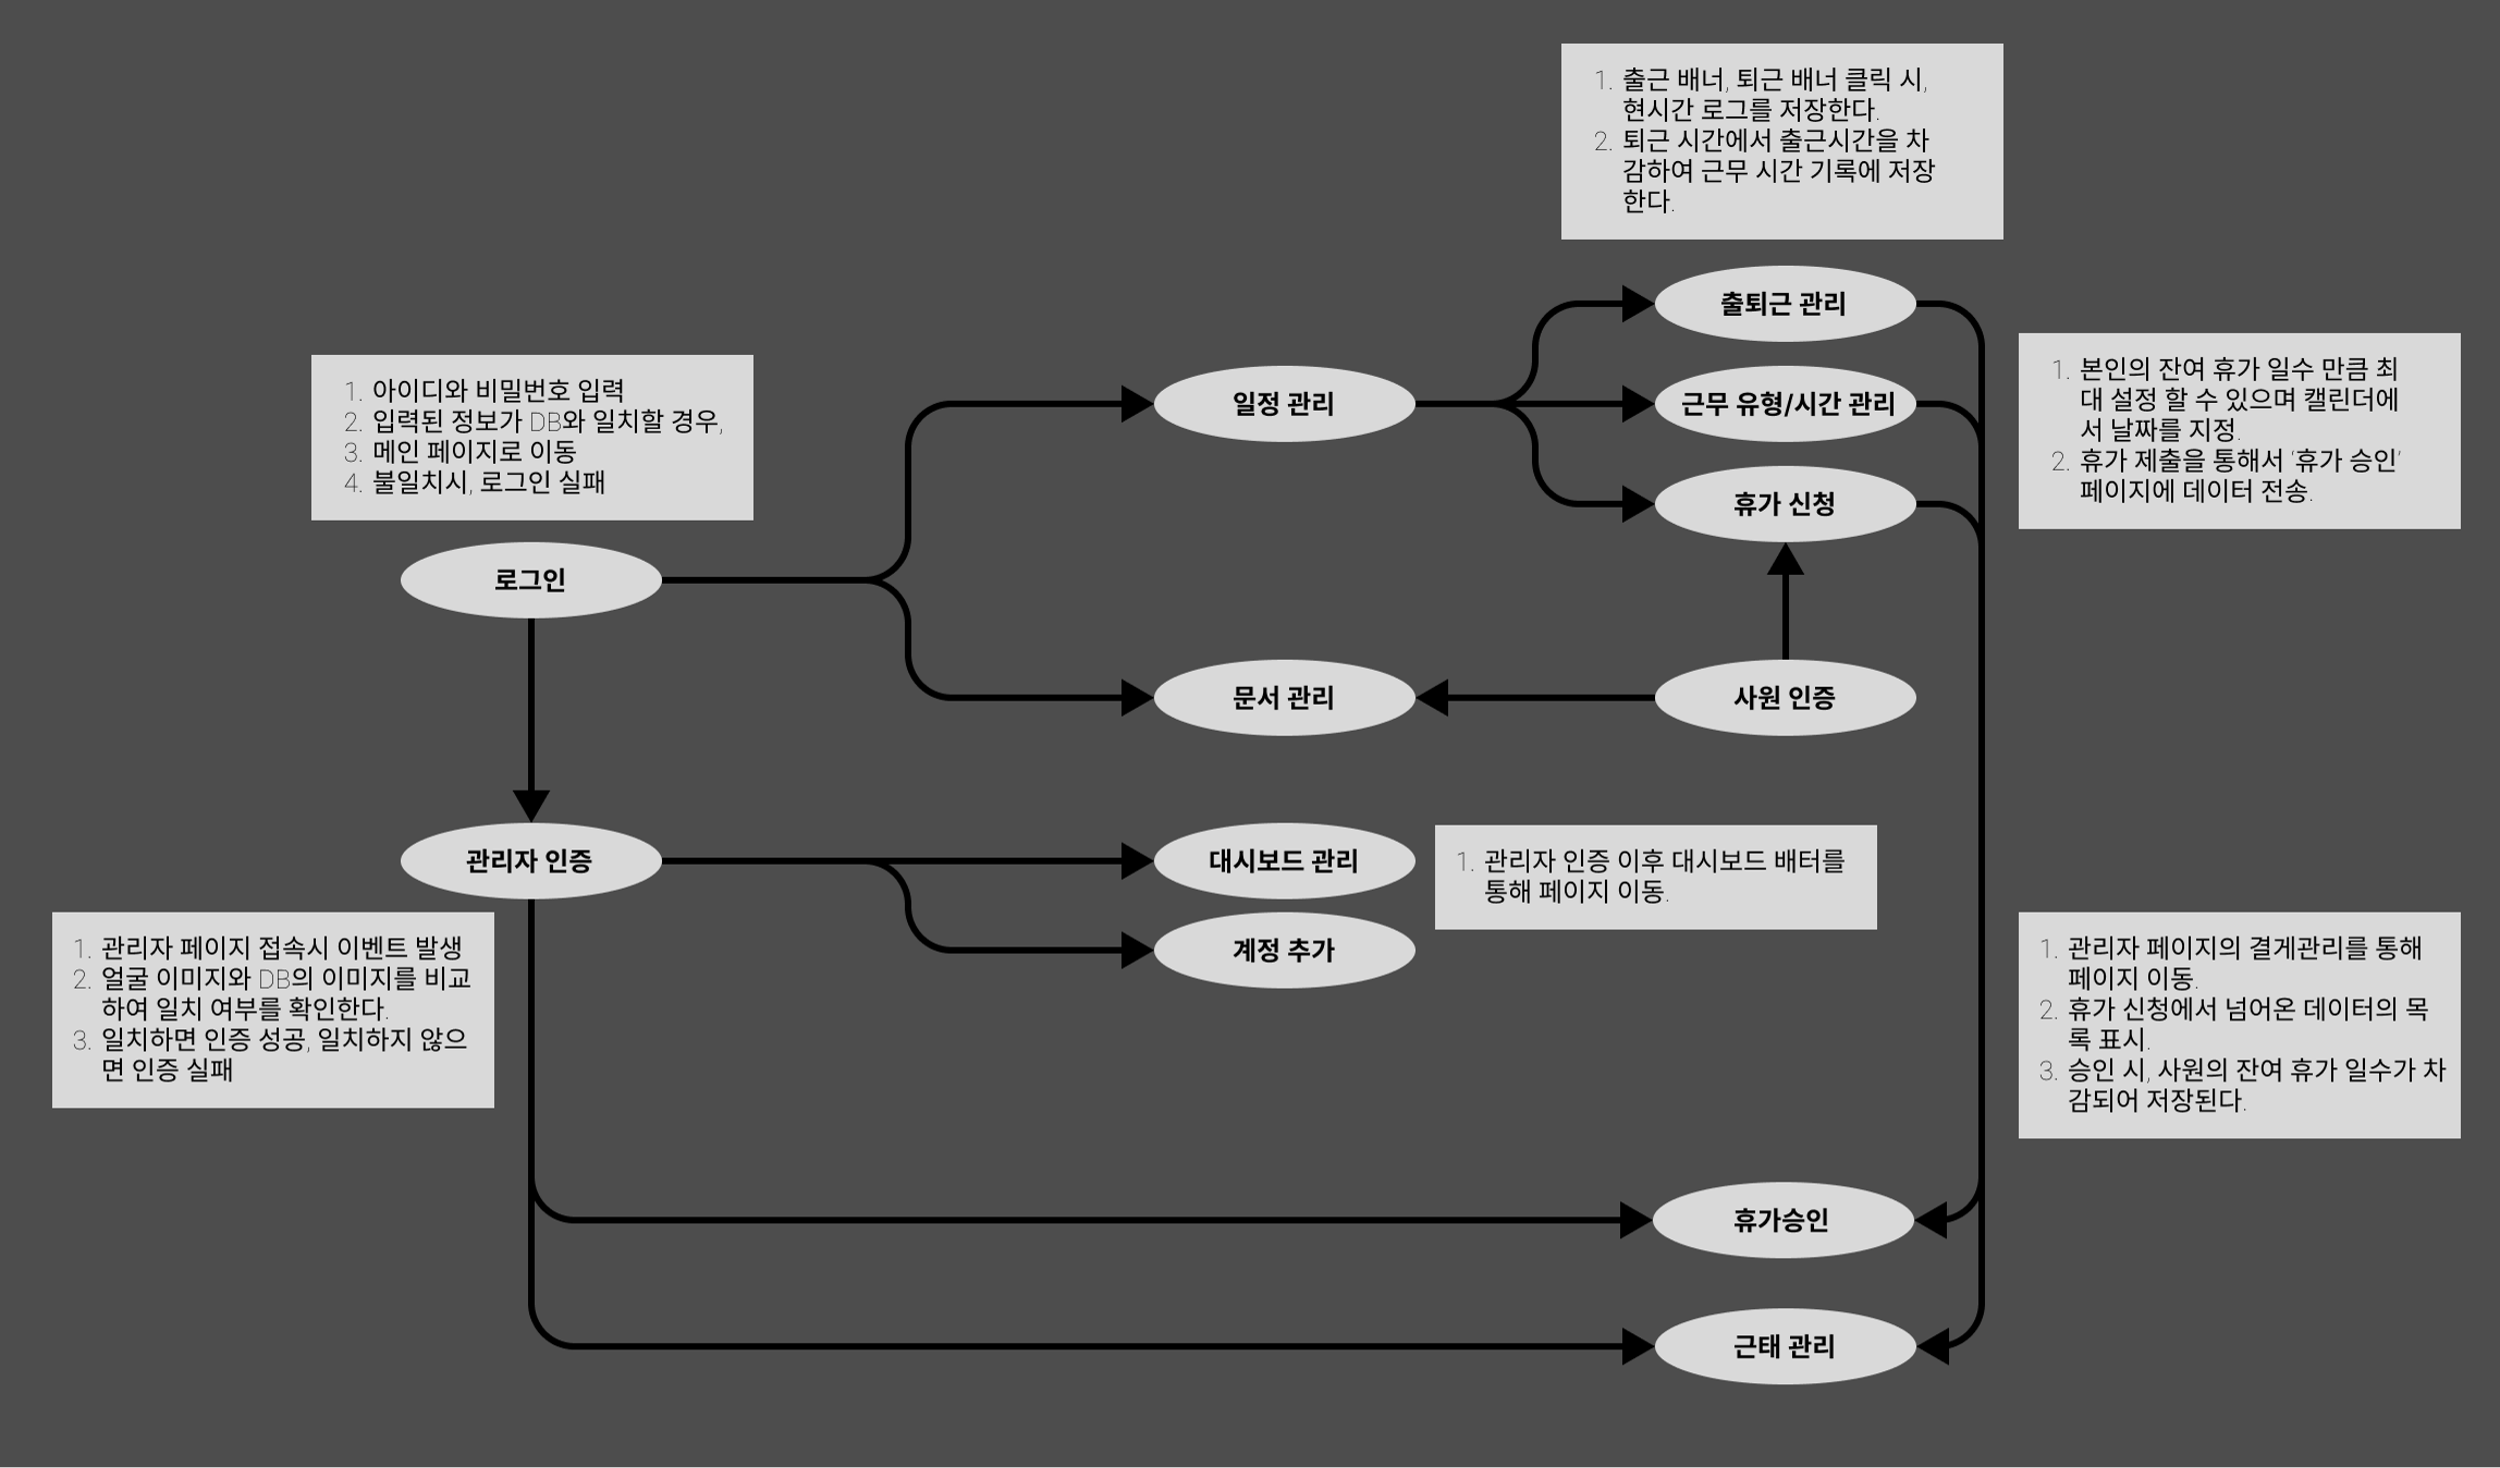 1. 출근 배너, 퇴근 배너 클릭 시,
현시간 로그를 저장한다.
2. 퇴근 시간에서 출근시간을 차
감하여 근무 시간 기록에 저장
한다.
출퇴근 관리
1. 본인의 잔여 휴가 일수 만큼 최
대 설정 할 수 있으며 캘린더에
서 날짜를 지정.
2. 휴가 제출을 통해서 ‘휴가 승인’
페이지에 데이터 전송.
1. 아이디와 비밀번호 입력
2. 입력된 정보가 DB와 일치할 경우,
3. 메인 페이지로 이동
4. 불일치시, 로그인 실패
일정 관리
근무 유형/시간 관리
휴가 신청
로그인
문서 관리
사원 인증
관리자 인증
대시보드 관리
1. 관리자 인증 이후 대시보드 배터를
통해 페이지 이동.
계정 추가
1. 관리자 페이지 접속시 이벤트 발생
2. 얼굴 이미지와 DB의 이미지를 비교
하여 일치 여부를 확인한다.
3. 일치하면 인증 성공, 일치하지 않으
면 인증 실패
1. 관리자 페이지의 결게관리를 통해
페이지 이동.
2. 휴가 신청에서 넘어온 데이터의 목
록 표시.
3. 승인 시, 사원의 잔여 휴가 일수가 차
감되어 저장된다.
휴가승인
근태 관리